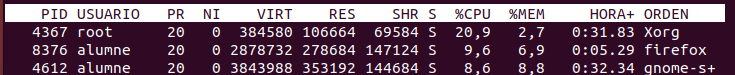 PID USUARIO PR NI VIRT RES SHR S %CPU %MEM HORA+ ORDEN
4367 root 20 0 384580 106664 69584 S 20,9 2,7 0:31.83 Xorg
8376 alumne 20 0 2878732 278684 147124 S 9,6 6,9 0:05.29 firefox
4612 alumne 20 0 3843988 353192 144684 S 8,6 8,8 0:32.34 gnome-s+